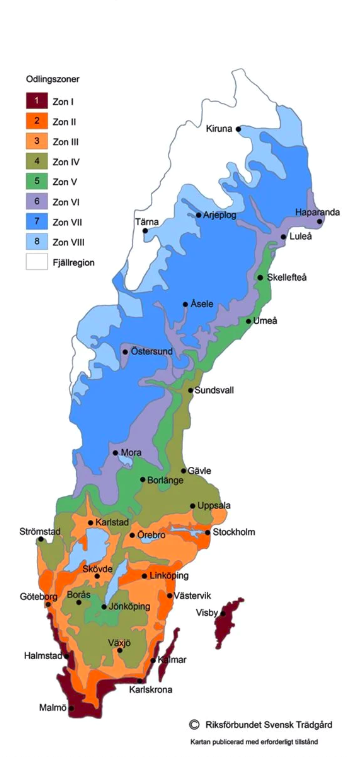 Odlingszoner
1 Zon I
2 Zon II
3 Zon III
4 Zon IV
5 Zon V
6 Zon VI
7 Zon VII
8 Zon VIII
Fjällregion
Kiruna
Tärna
Arjeplog
Haparanda
Luleå
Skellefteå
Åsele
Umeå
Östersund
Sundsvall
Mora
Gävle
Borlänge
Uppsala
Karlstad
Strömstad
Örebro
Stockholm
Skövde
Linköping
Göteborg
Borås
Västervik
Jönköping
Visby
Växjö
Halmstad
Kalmar
Karlskrona
Malmö
© Riksförbundet Svensk Trädgård
Kartan publicerad med erforderligt tillstånd